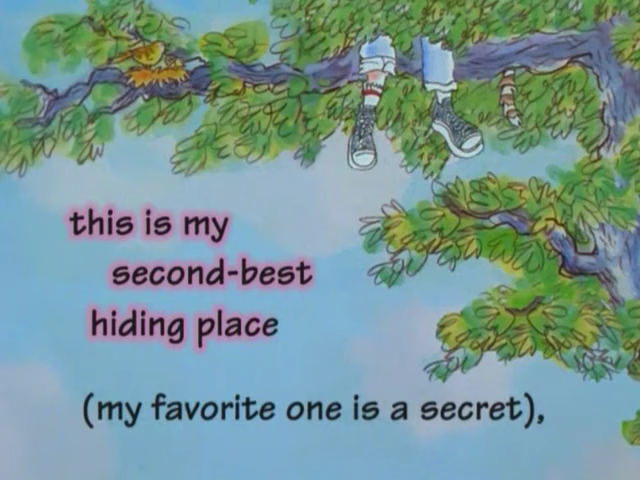 this is my
second-best
hiding place
(my favorite one is a secret),